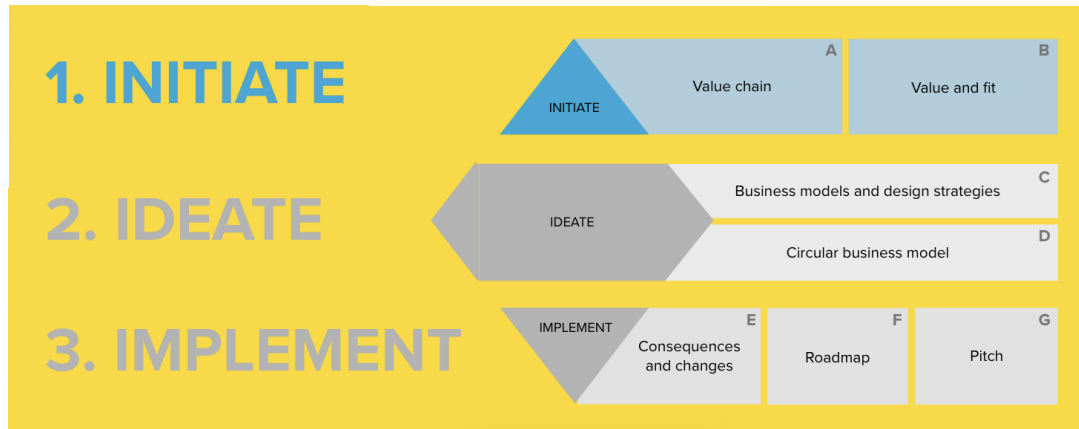 1. INITIATE
INITIATE
A
Value chain
B
Value and fit
2. IDEATE
IDEATE
C
Business models and design strategies
D
Circular business model
3. IMPLEMENT
IMPLEMENT
E
Consequences
and changes
F
Roadmap
G
Pitch